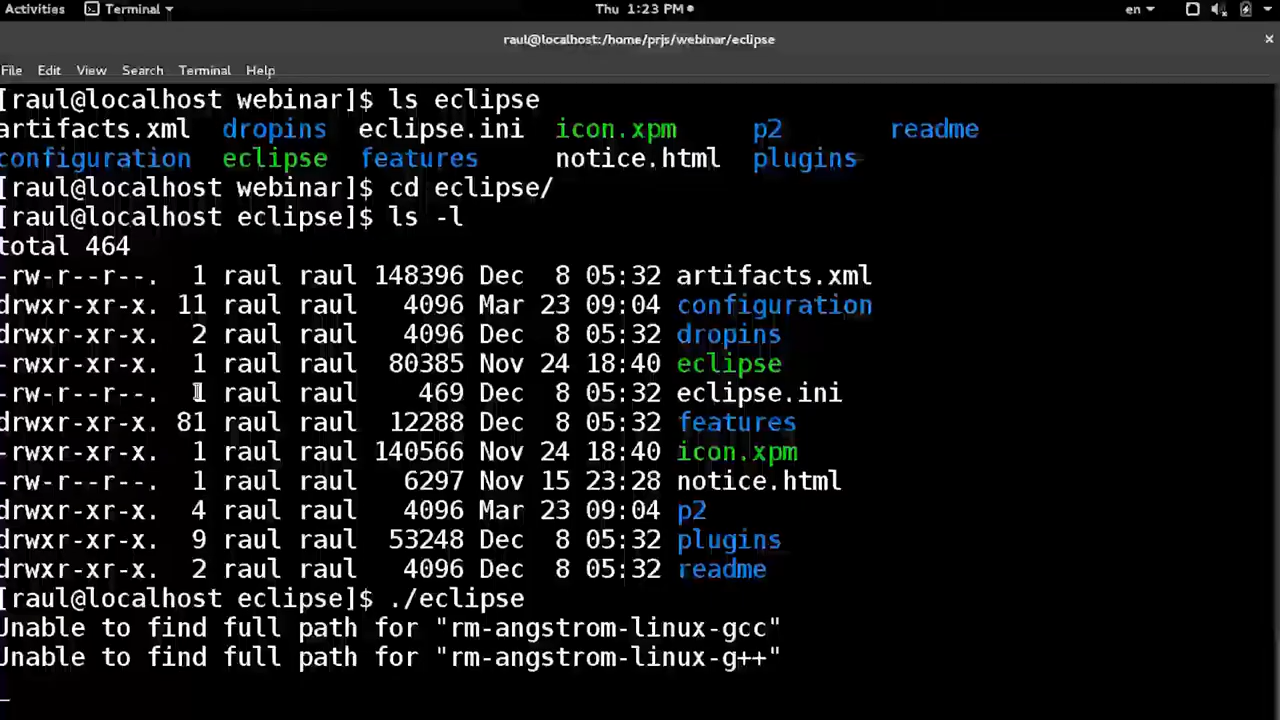 Activities Terminal Thu 1:23 PM en
raul@localhost:/home/prjs/webinar/eclipse
File Edit View Search Terminal Help
[raul@localhost webinar]$ ls eclipse
artifacts.xml dropins eclipse.ini icon.xpm p2 readme
configuration eclipse features notice.html plugins
[raul@localhost webinar]$ cd eclipse/
[raul@localhost eclipse]$ ls -l
total 464
-rw-r--r--. 1 raul raul 148396 Dec 8 05:32 artifacts.xml
drwxr-xr-x. 11 raul raul 4096 Mar 23 09:04 configuration
drwxr-xr-x. 2 raul raul 4096 Dec 8 05:32 dropins
-rwxr-xr-x. 1 raul raul 80385 Nov 24 18:40 eclipse
-rw-r--r--. 1 raul raul 469 Dec 8 05:32 eclipse.ini
drwxr-xr-x. 81 raul raul 12288 Dec 8 05:32 features
-rwxr-xr-x. 1 raul raul 140566 Nov 24 18:40 icon.xpm
-rw-r--r--. 1 raul raul 6297 Nov 15 23:28 notice.html
drwxr-xr-x. 4 raul raul 4096 Mar 23 09:04 p2
drwxr-xr-x. 9 raul raul 53248 Dec 8 05:32 plugins
drwxr-xr-x. 2 raul raul 4096 Dec 8 05:32 readme
[raul@localhost eclipse]$ ./eclipse
Unable to find full path for "rm-angstrom-linux-gcc"
Unable to find full path for "rm-angstrom-linux-g++"